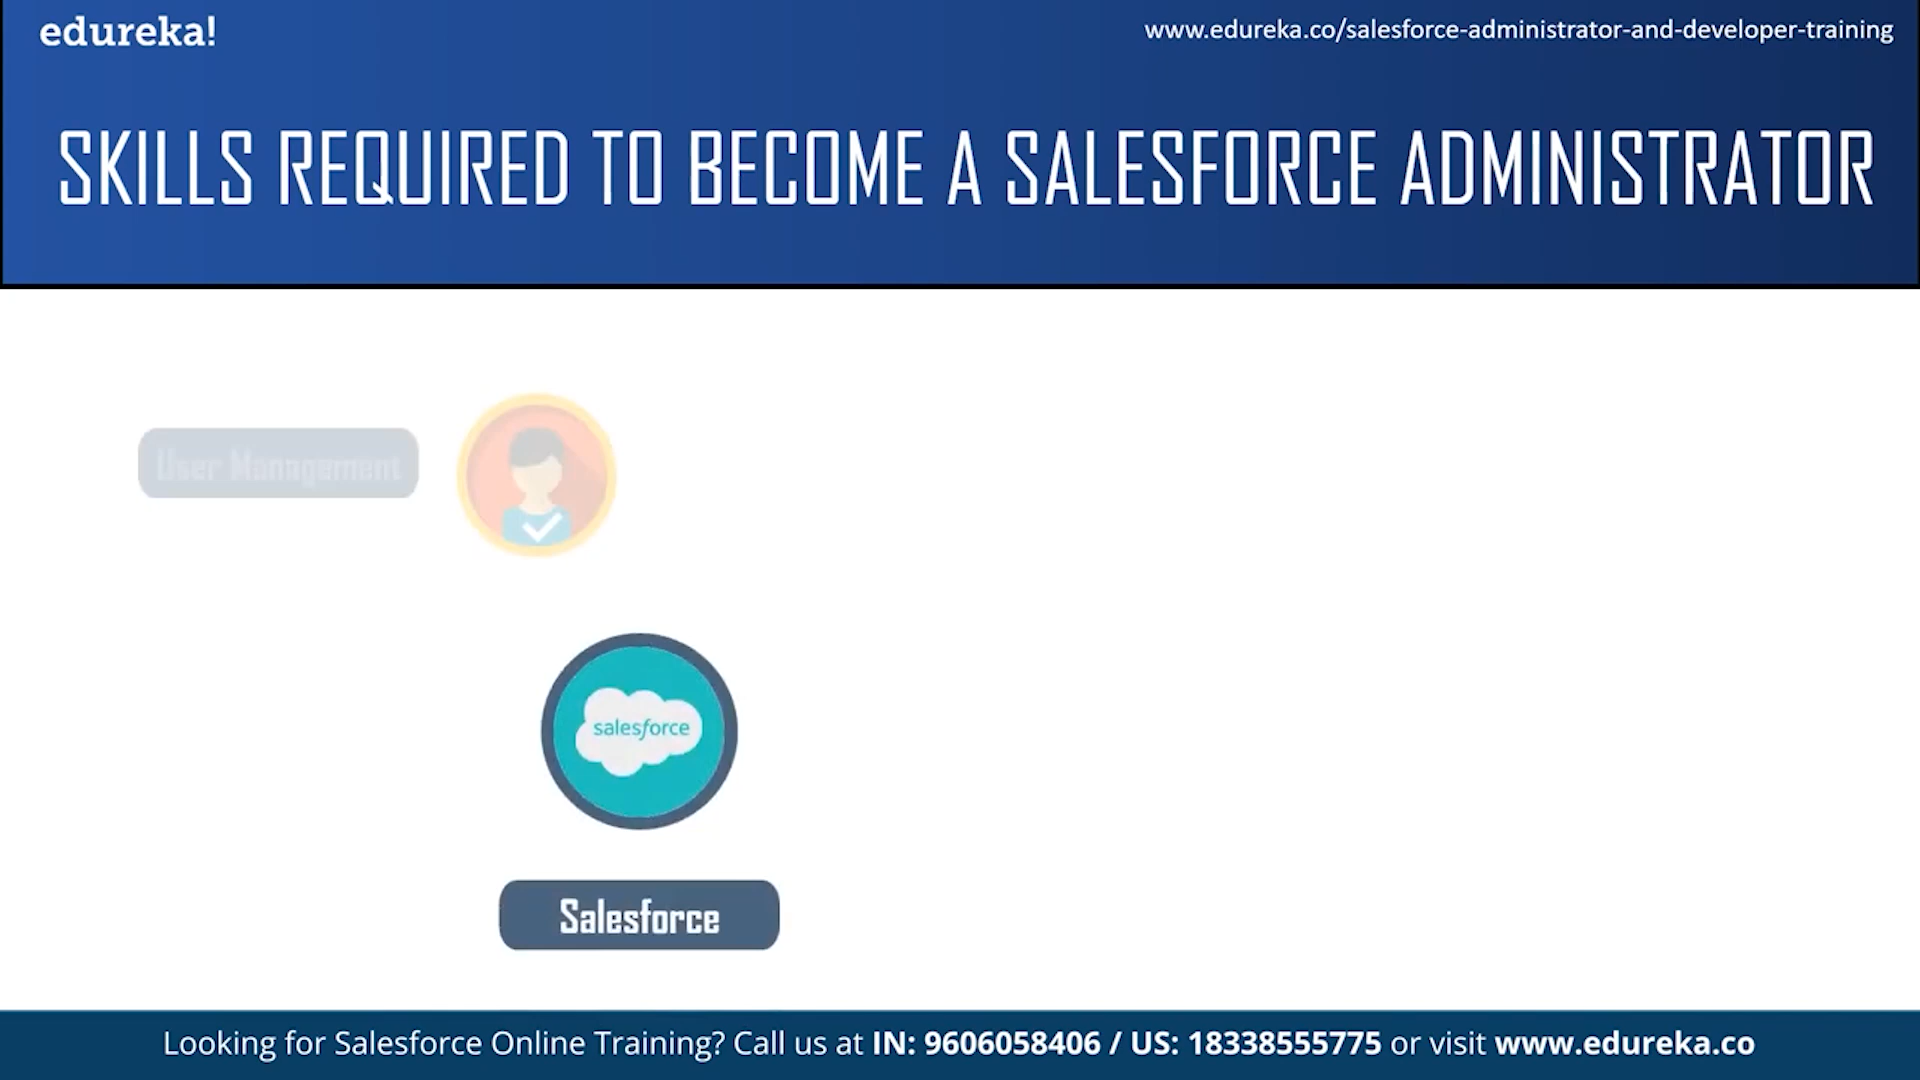 edureka!
www.edureka.co/salesforce-administrator-and-developer-training
SKILLS REQUIRED TO BECOME A SALESFORCE ADMINISTRATOR
User Management
salesforce
Salesforce
Looking for Salesforce Online Training? Call us at IN: 9606058406 / US: 18338555775 or visit www.edureka.co